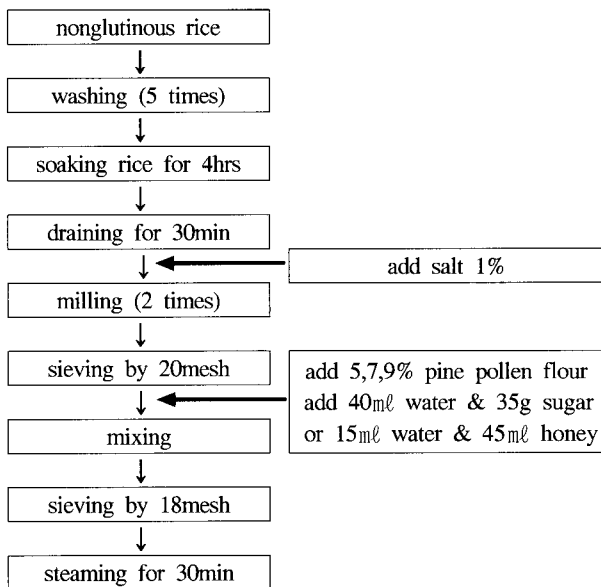 nonglutinous rice
↓
washing (5 times)
↓
soaking rice for 4hrs
↓
draining for 30min
↓
add salt 1%
milling (2 times)
↓
sieving by 20mesh
↓
add 5,7,9% pine pollen flour
add 40㎖ water & 35g sugar
or 15㎖ water & 45㎖ honey
mixing
↓
sieving by 18mesh
↓
steaming for 30min